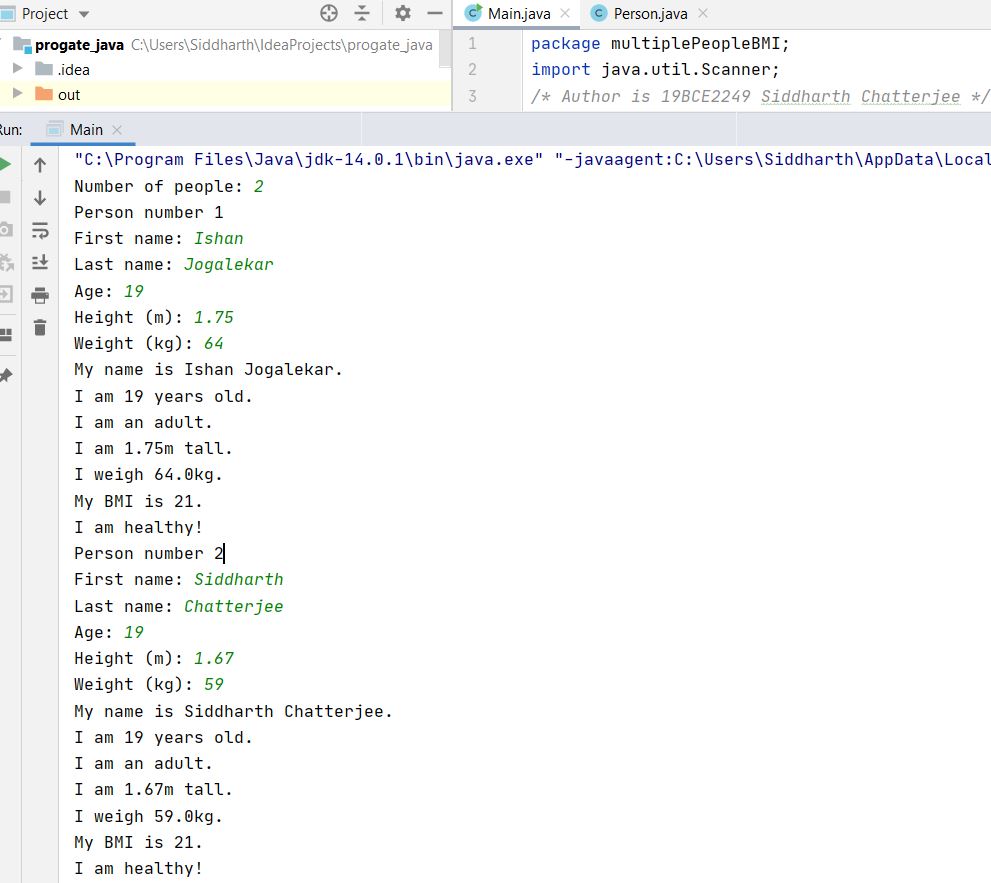 Project
Main.java
Person.java
progate_java C:\Users\Siddharth\IdeaProjects\progate_java
.idea
out
1 package multiplePeopleBMI;
2 import java.util.Scanner;
3 /* Author is 19BCE2249 Siddharth Chatterjee */
Run: Main
"C:\Program Files\Java\jdk-14.0.1\bin\java.exe" "-javaagent:C:\Users\Siddharth\AppData\Local
Number of people: 2
Person number 1
First name: Ishan
Last name: Jogalekar
Age: 19
Height (m): 1.75
Weight (kg): 64
My name is Ishan Jogalekar.
I am 19 years old.
I am an adult.
I am 1.75m tall.
I weigh 64.0kg.
My BMI is 21.
I am healthy!
Person number 2
First name: Siddharth
Last name: Chatterjee
Age: 19
Height (m): 1.67
Weight (kg): 59
My name is Siddharth Chatterjee.
I am 19 years old.
I am an adult.
I am 1.67m tall.
I weigh 59.0kg.
My BMI is 21.
I am healthy!